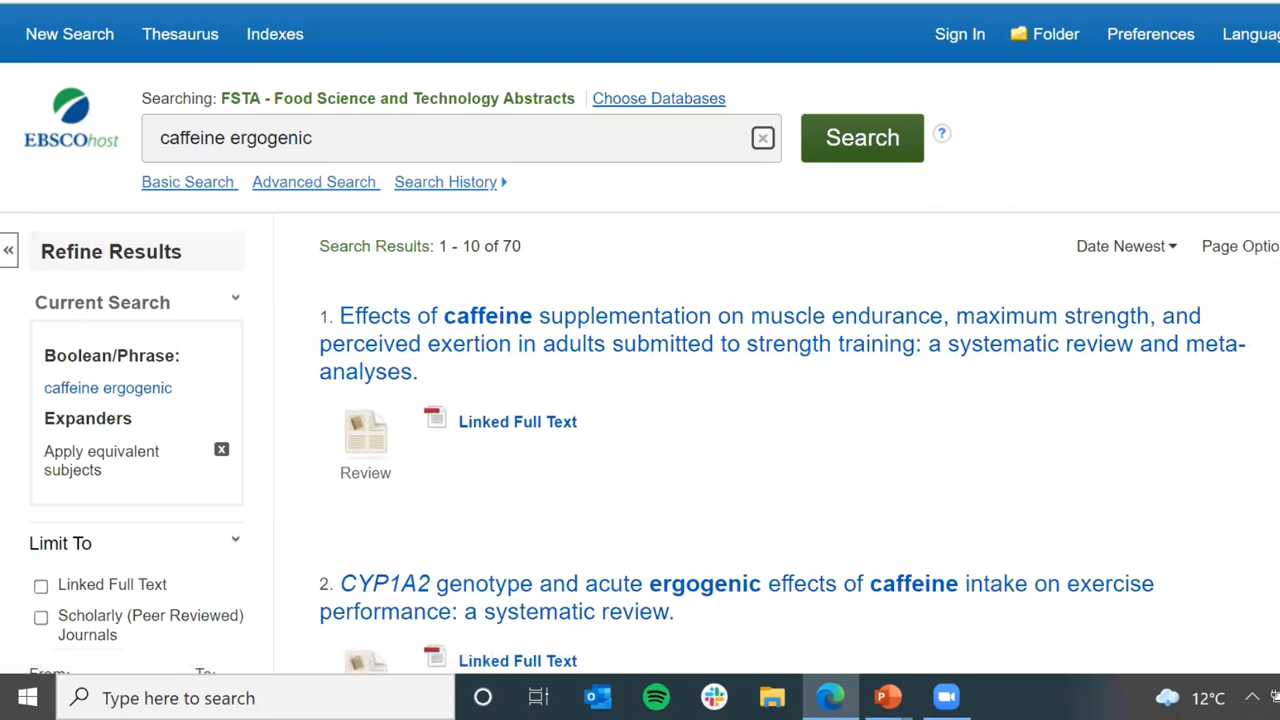 New Search Thesaurus Indexes Sign In Folder Preferences
Searching: FSTA - Food Science and Technology Abstracts Choose Databases
EBSCOhost
caffeine ergogenic
Search ?
Basic Search Advanced Search Search History
«
Refine Results
Current Search
Boolean/Phrase:
caffeine ergogenic
Expanders
Apply equivalent
subjects
x
Limit To
Linked Full Text
Scholarly (Peer Reviewed)
Journals
From: To:
Search Results: 1 - 10 of 70 Date Newest Page Optio
1. Effects of caffeine supplementation on muscle endurance, maximum strength, and
perceived exertion in adults submitted to strength training: a systematic review and meta-
analyses.
Linked Full Text
Review
2. CYP1A2 genotype and acute ergogenic effects of caffeine intake on exercise
performance: a systematic review.
Linked Full Text
Type here to search 12°C